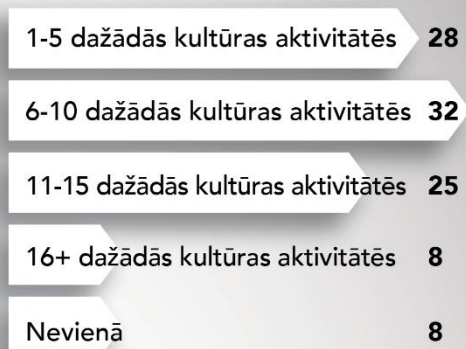 1-5 dažādās kultūras aktivitātēs 28
6-10 dažādās kultūras aktivitātēs 32
11-15 dažādās kultūras aktivitātēs 25
16+ dažādās kultūras aktivitātēs 8
Nevienā 8